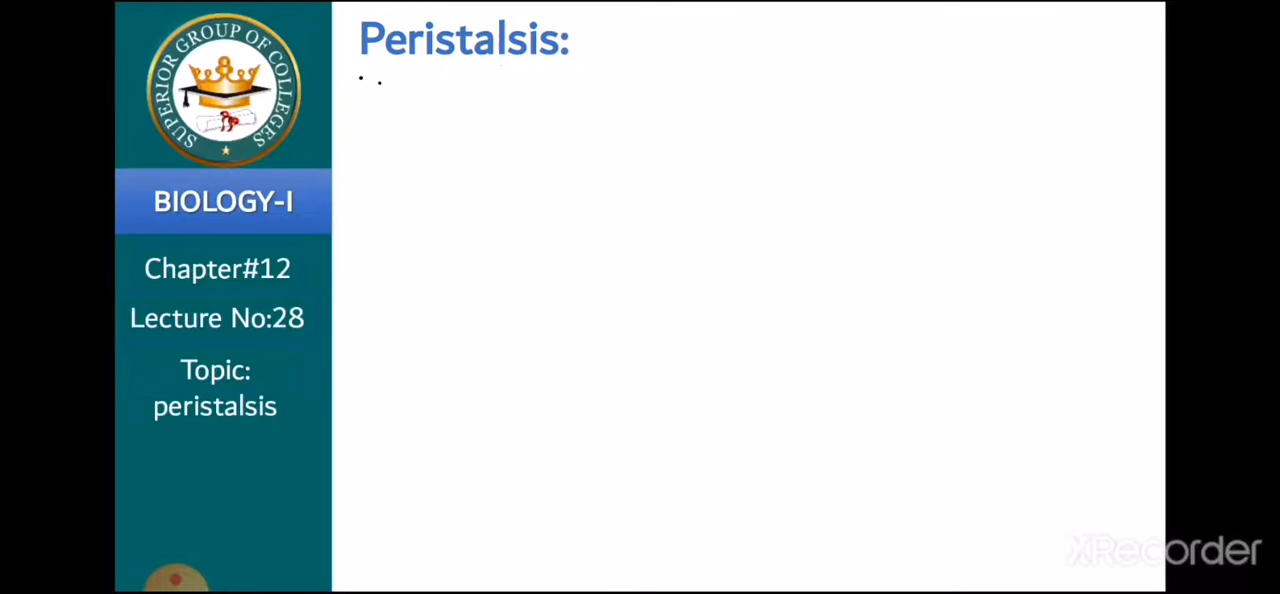 SUPERIOR GROUP OF COLLEGES
BIOLOGY-I
Chapter#12
Lecture No:28
Topic:
peristalsis
Peristalsis:
XRecorder